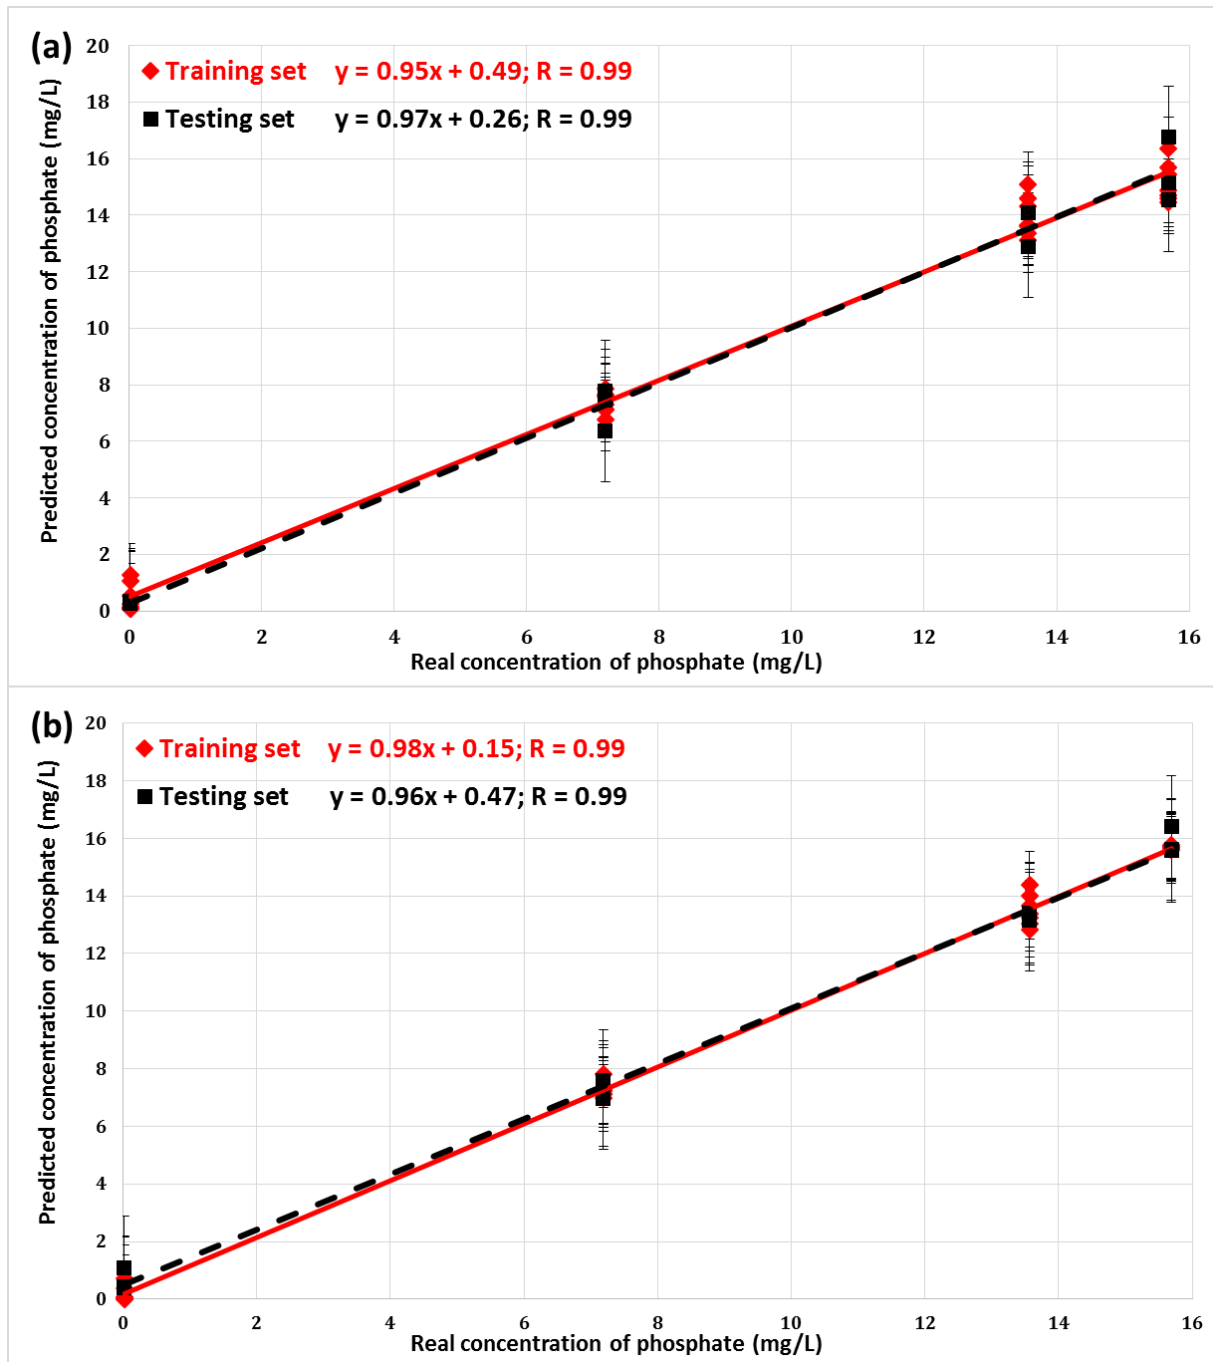 (a)
Predicted concentration of phosphate (mg/L)
20
18
16
14
12
10
8
6
4
2
0
Training set y = 0.95x + 0.49; R = 0.99
Testing set y = 0.97x + 0.26; R = 0.99
0 2 4 6 8 10 12 14 16
Real concentration of phosphate (mg/L)
(b)
Predicted concentration of phosphate (mg/L)
20
18
16
14
12
10
8
6
4
2
0
Training set y = 0.98x + 0.15; R = 0.99
Testing set y = 0.96x + 0.47; R = 0.99
0 2 4 6 8 10 12 14 16
Real concentration of phosphate (mg/L)